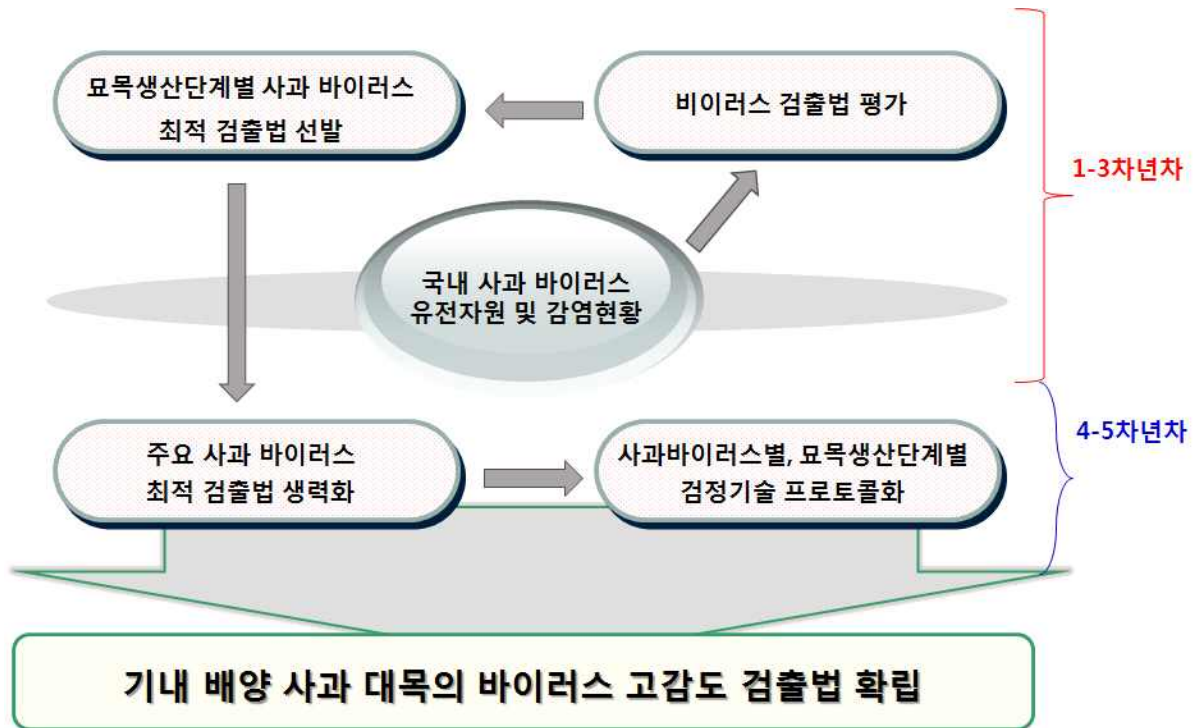 묘목생산단계별 사과 바이러스
최적 검출법 선발
비이러스 검출법 평가
1-3차년차
국내 사과 바이러스
유전자원 및 감염현황
주요 사과 바이러스
최적 검출법 생력화
사과바이러스별, 묘목생산단계별
검정기술 프로토콜화
4-5차년차
기내 배양 사과 대목의 바이러스 고감도 검출법 확립